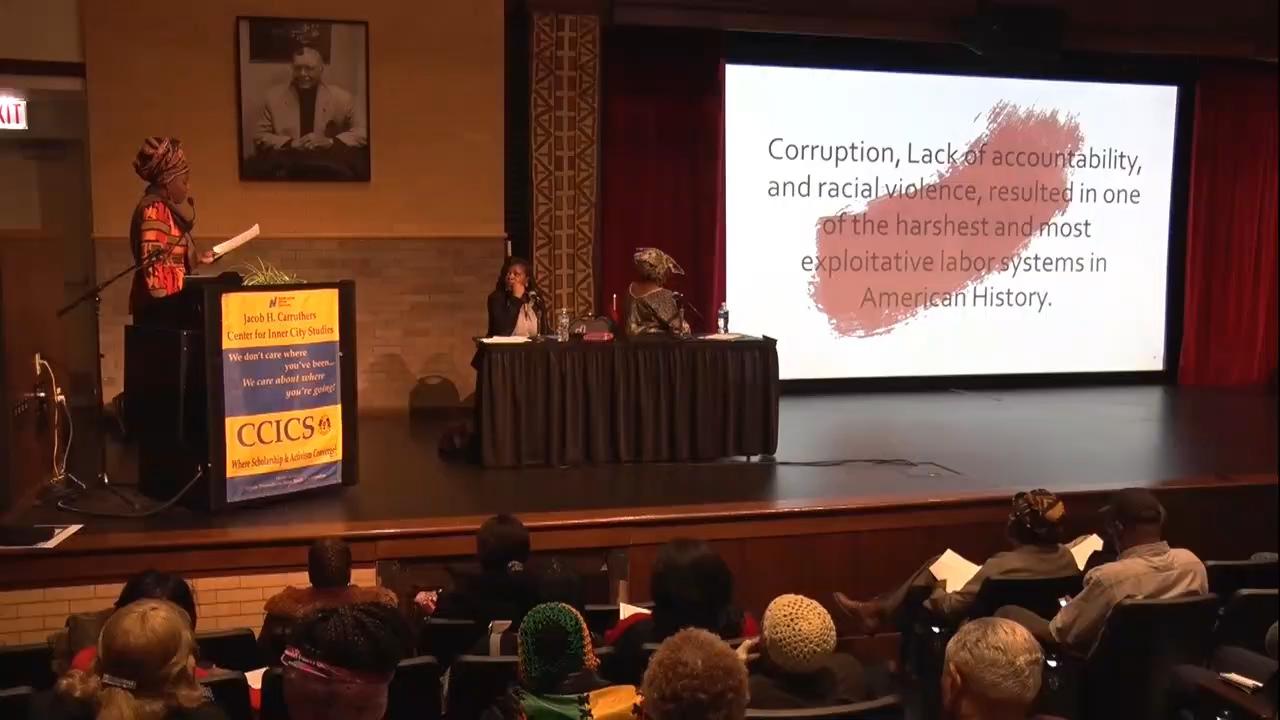 XIT
Jacob H. Carruthers
Center for Inner City Studies
We don't care where
you've been...
We care about where
you're going!
CCICS
Where Scholarship & Activism Converge!
Corruption, Lack of accountability,
and racial violence, resulted in one
of the harshest and most
exploitative labor systems in
American History.